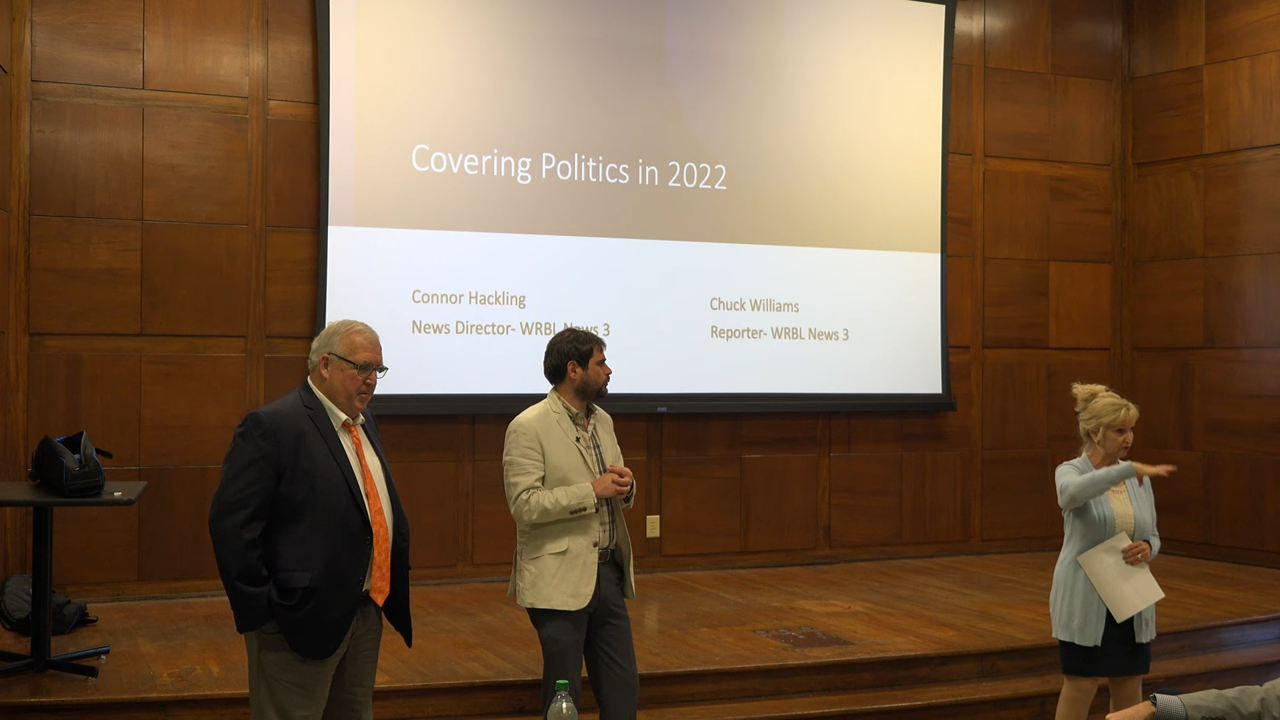 Covering Politics in 2022
Connor Hackling
News Director- WRBL News 3
Chuck Williams
Reporter- WRBL News 3